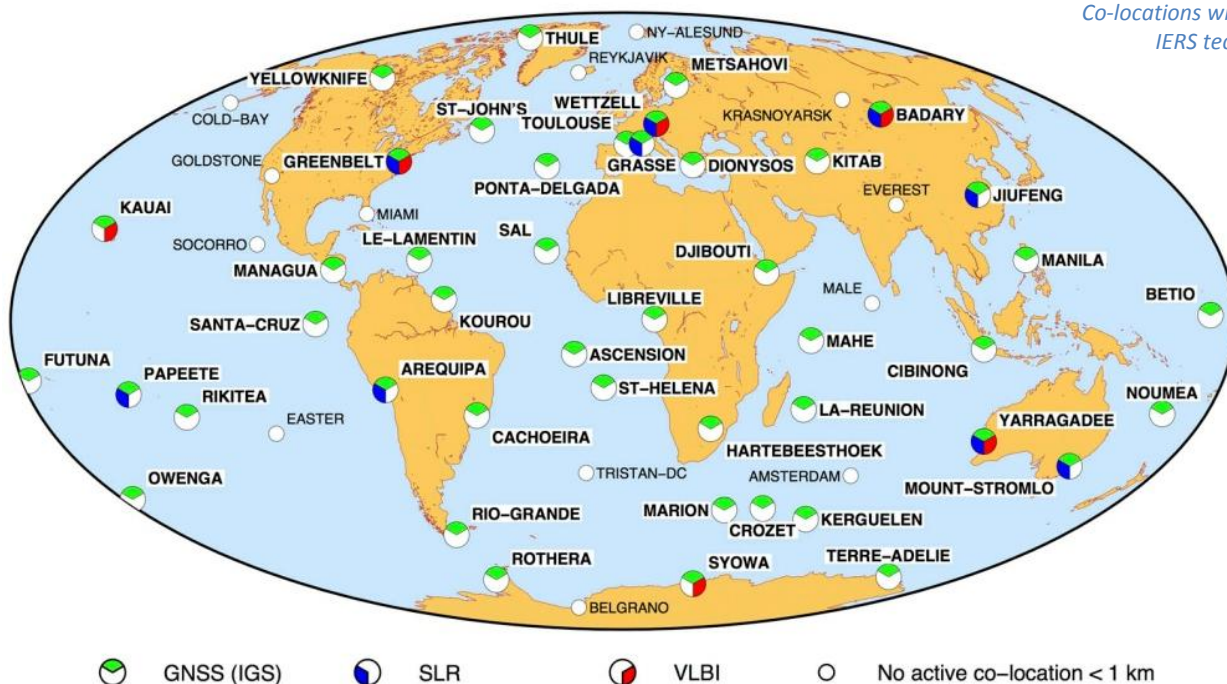 Co-locations w
IERS tec
THULE
NY-ALESUND
REYKJAVIK
METSAHOVI
YELLOWKNIFE
COLD-BAY
ST-JOHN'S
WETTZELL
TOULOUSE
KRASNOYARSK
BADARY
GOLDSTONE
GREENBELT
PONTA-DELGADA
GRASSE
DIONYSOS
KITAB
EVEREST
JIUFENG
KAUAI
MIAMI
SOCORRO
LE-LAMENTIN
SAL
DJIBOUTI
MANILA
MANAGUA
LIBREVILLE
MALE
BETIO
SANTA-CRUZ
KOUROU
MAHE
FUTUNA
PAPEETE
RIKITEA
AREQUIPA
ASCENSION
ST-HELENA
CIBINONG
NOUMEA
EASTER
CACHOEIRA
LA-REUNION
HARTEBEESTHOEK
YARRAGADEE
OWENGA
TRISTAN-DC
AMSTERDAM
MOUNT-STROMLO
RIO-GRANDE
MARION
CROZET
KERGUELEN
ROTHERA
SYOWA
TERRE-ADELIE
BELGRANO
GNSS (IGS)
SLR
VLBI
No active co-location < 1 km